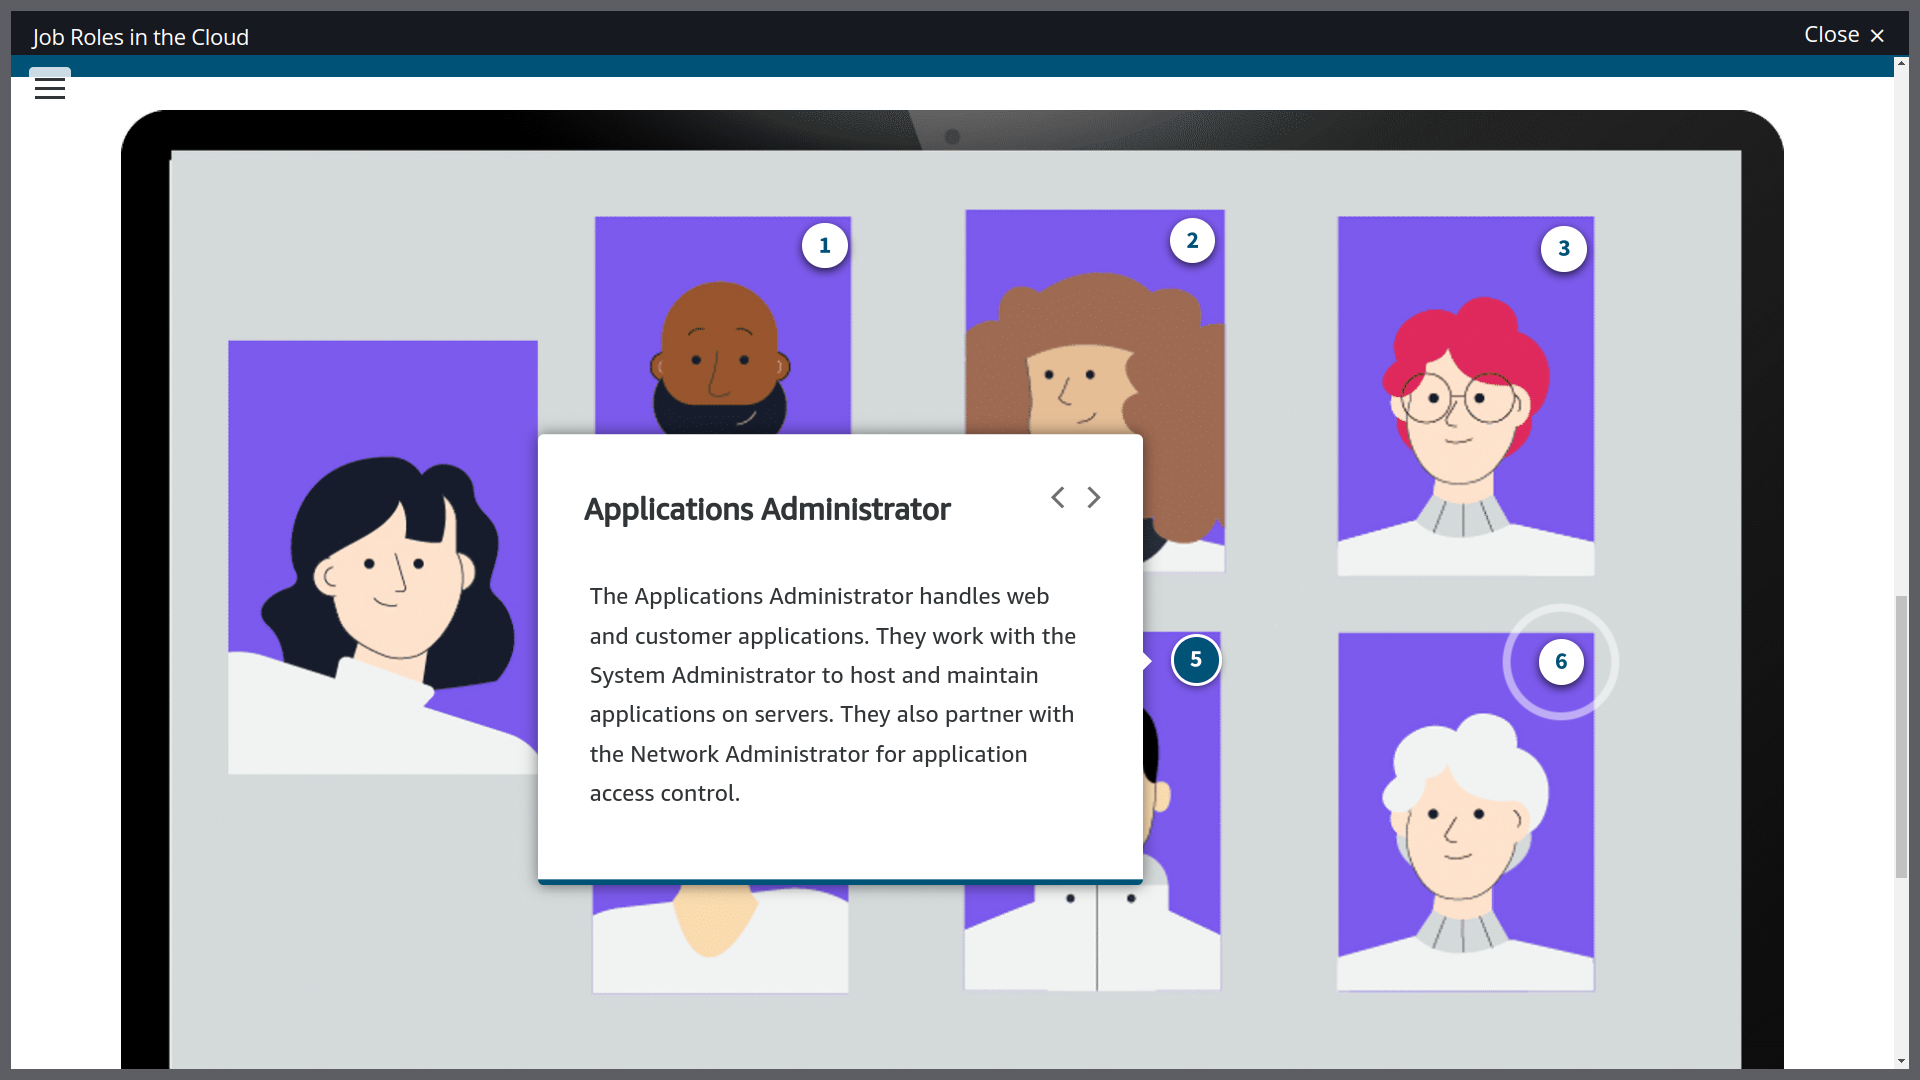 Job Roles in the Cloud
Close ×
1
2
3
Applications Administrator
The Applications Administrator handles web
and customer applications. They work with the
System Administrator to host and maintain
applications on servers. They also partner with
the Network Administrator for application
access control.
5
6